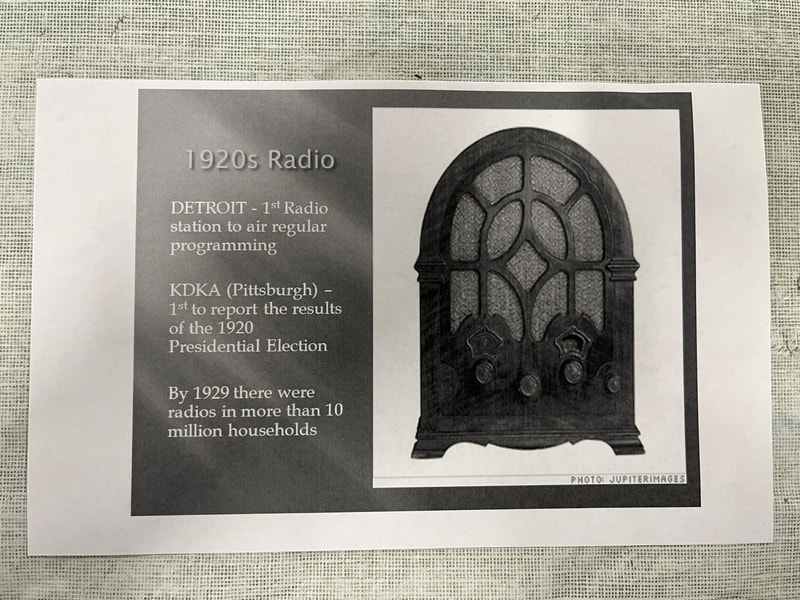 1920s Radio
DETROIT - 1st Radio
station to air regular
programming
KDKA (Pittsburgh) –
1st to report the results
of the 1920
Presidential Election
By 1929 there were
radios in more than 10
million households
PHOTO: JUPITERIMAGES